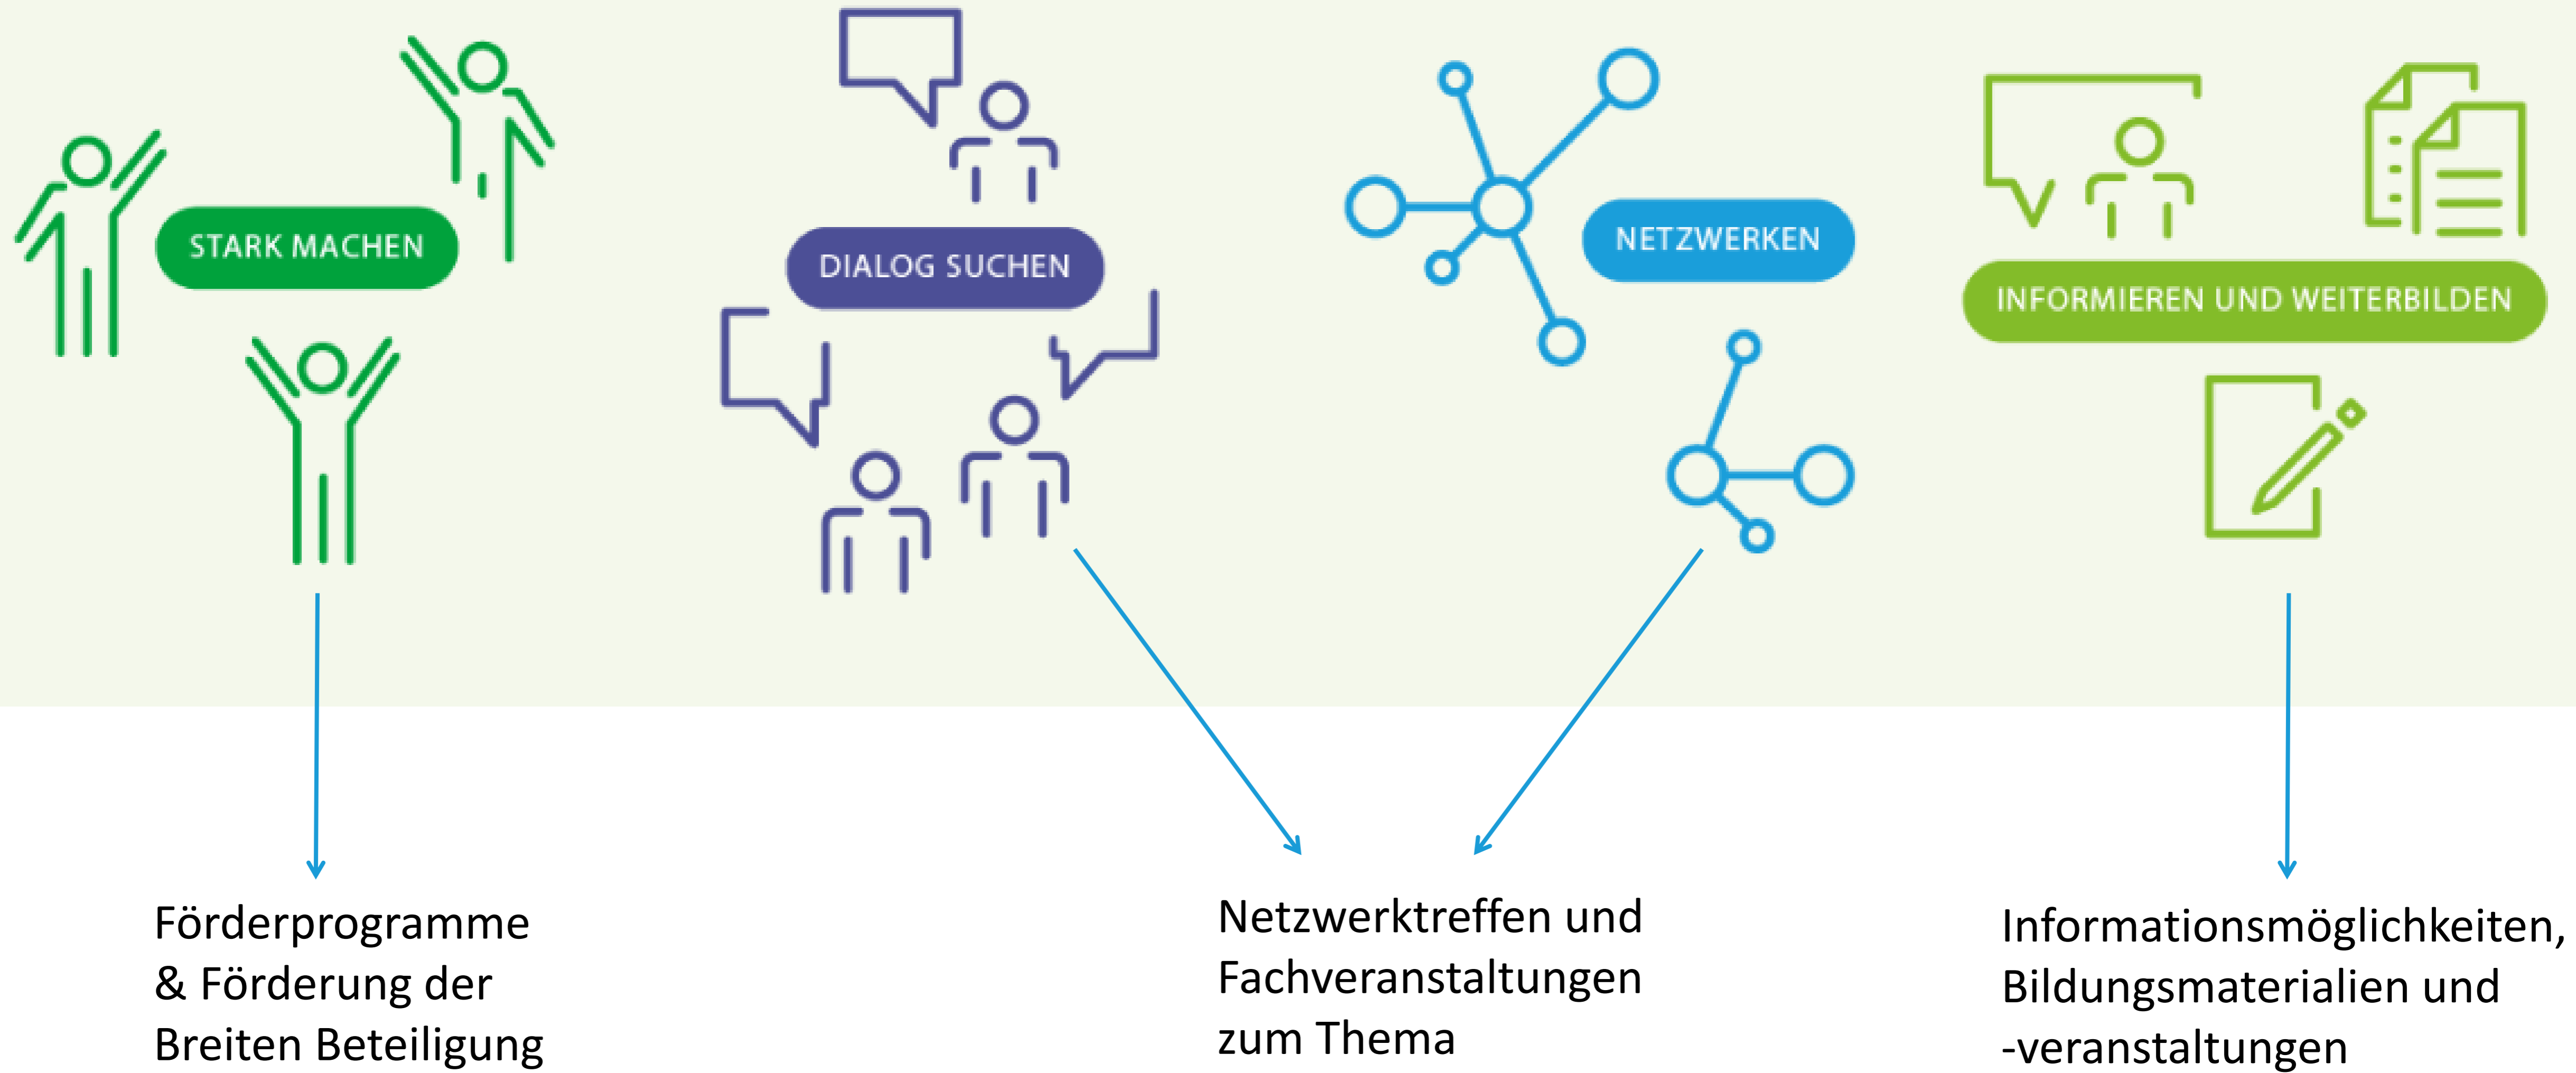 STARK MACHEN
DIALOG SUCHEN
NETZWERKEN
INFORMIEREN UND WEITERBILDEN
Förderprogramme
& Förderung der
Breiten Beteiligung
Netzwerktreffen und
Fachveranstaltungen
zum Thema
Informationsmöglichkeiten,
Bildungsmaterialien und
-veranstaltungen